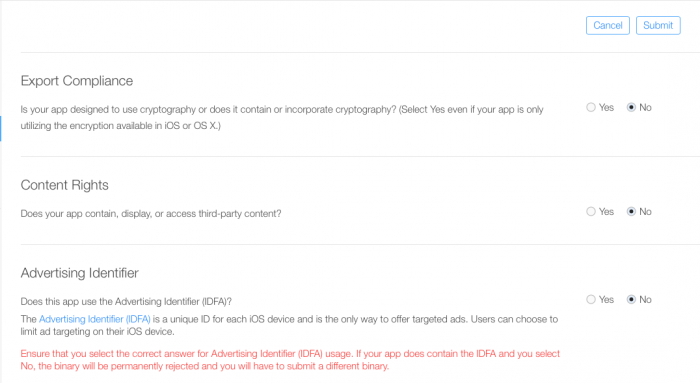 Cancel Submit
Export Compliance
Is your app designed to use cryptography or does it contain or incorporate cryptography? (Select Yes even if your app is only
utilizing the encryption available in iOS or OS X.)
Yes No
Content Rights
Does your app contain, display, or access third-party content?
Yes No
Advertising Identifier
Does this app use the Advertising Identifier (IDFA)?
Yes No
The Advertising Identifier (IDFA) is a unique ID for each iOS device and is the only way to offer targeted ads. Users can choose to
limit ad targeting on their iOS device.
Ensure that you select the correct answer for Advertising Identifier (IDFA) usage. If your app does contain the IDFA and you select
No, the binary will be permanently rejected and you will have to submit a different binary.